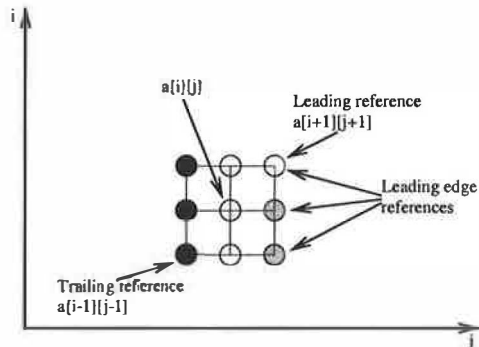 i
a[i][j]
Leading reference
a[i+1][j+1]
Leading edge
references
Trailing reference
a[i-1][j-1]
j